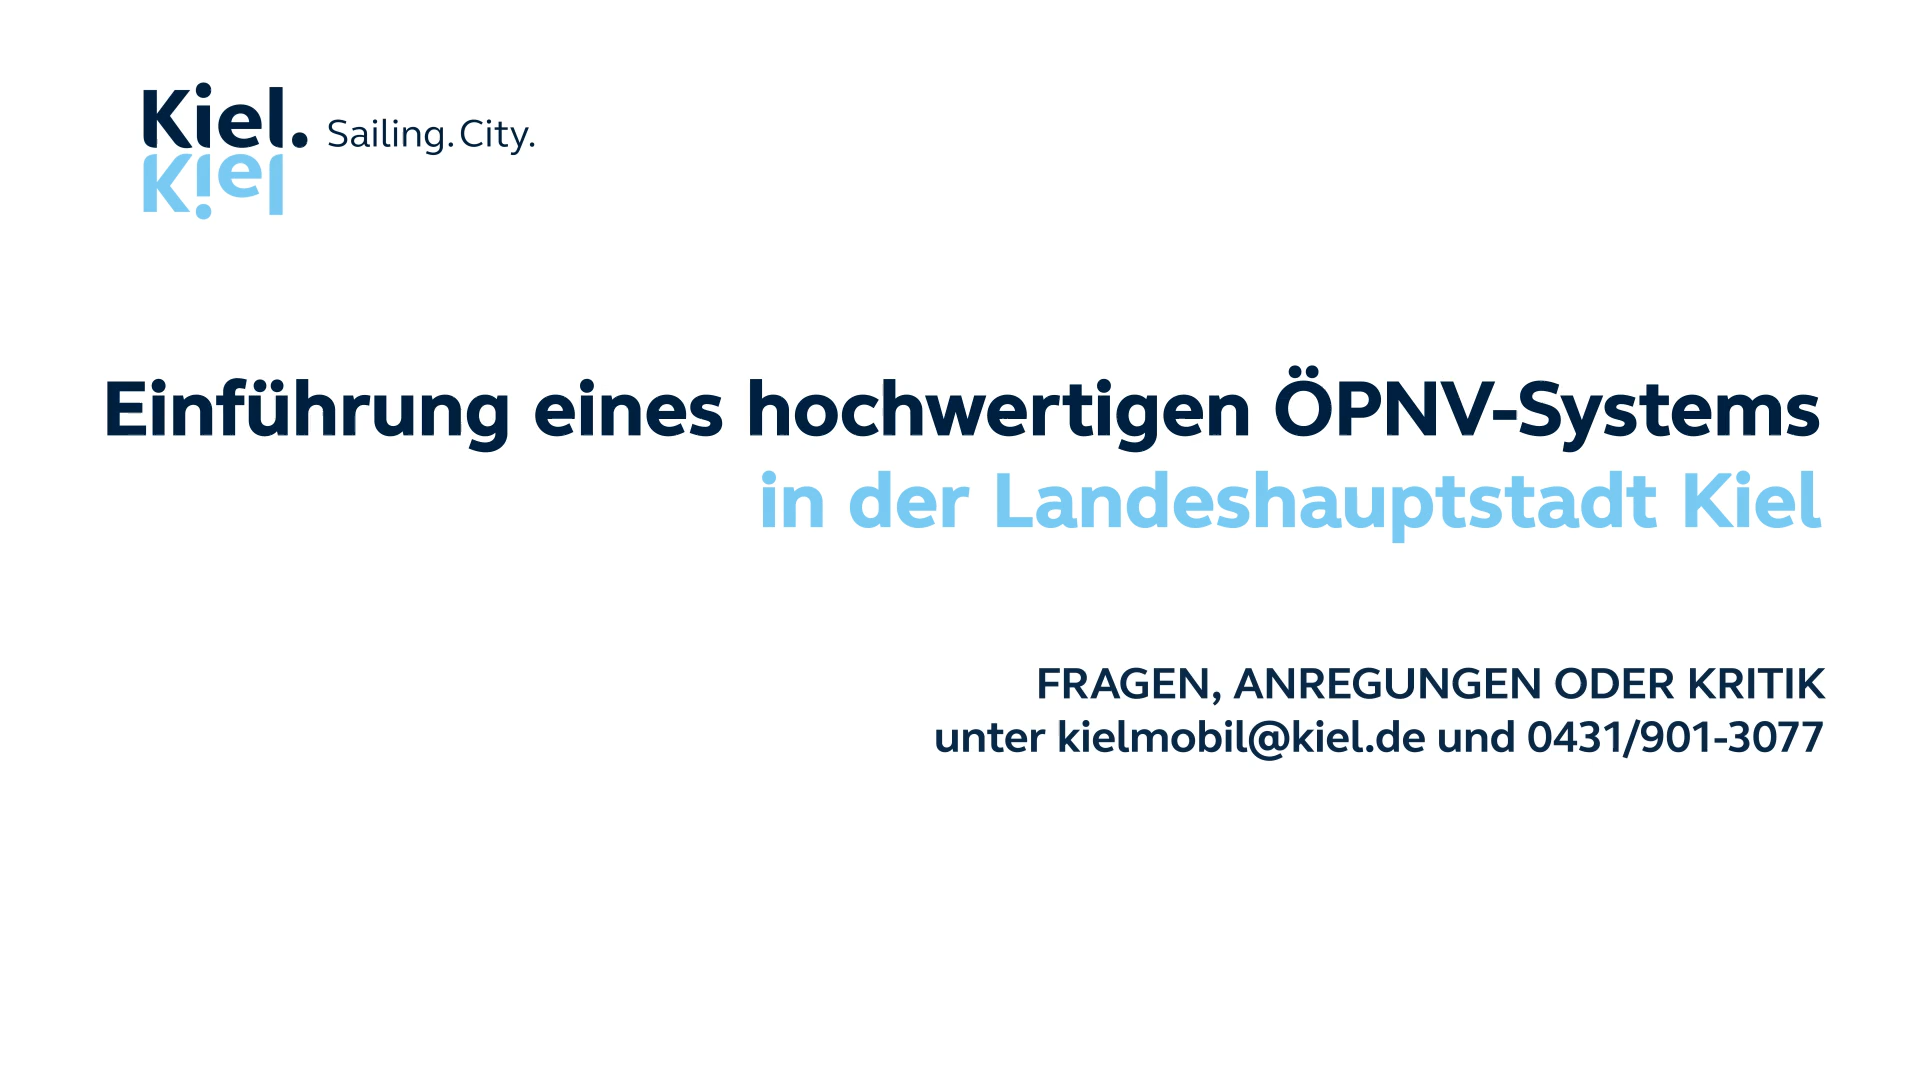 Kiel. Sailing.City.
Kiel
Einführung eines hochwertigen ÖPNV-Systems
in der Landeshauptstadt Kiel
FRAGEN, ANREGUNGEN ODER KRITIK
unter kielmobil@kiel.de und 0431/901-3077